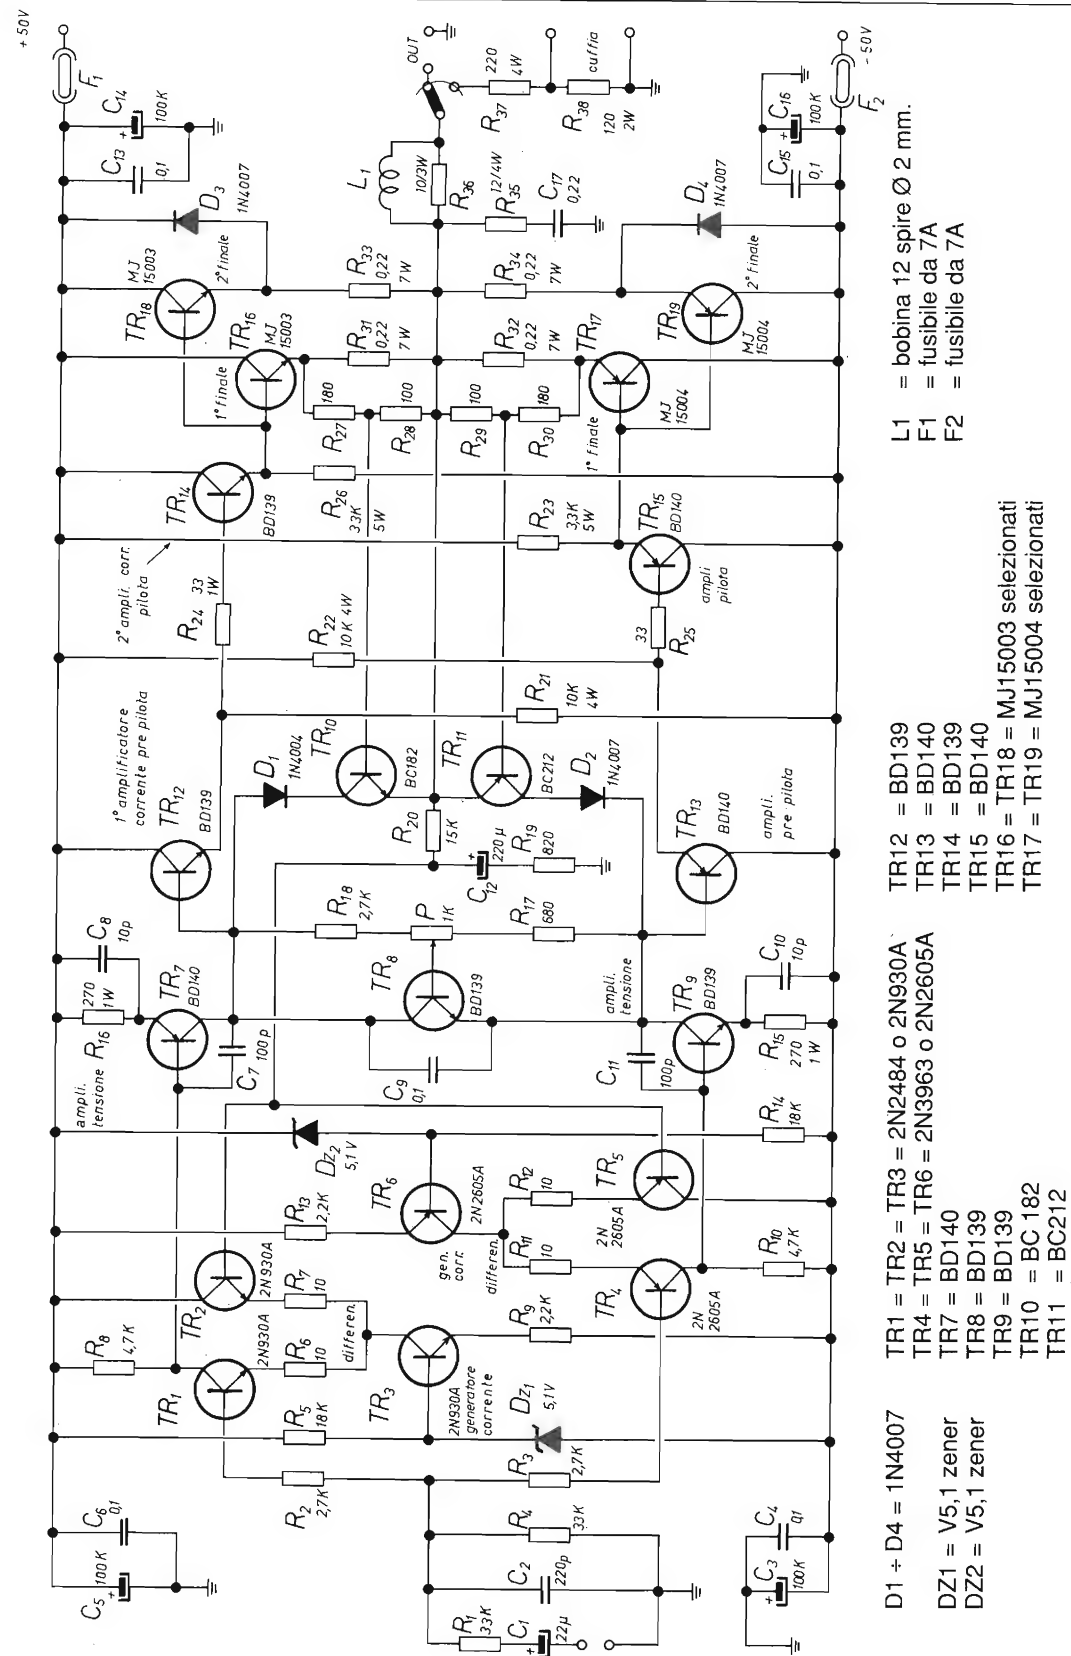 + 50V
F1
C14
100K
C13
0,1
D3
1N4007
MJ
15003
2° finale
TR18
TR16
MJ
15003
1° finale
TR14
BD139
2° ampli. corr.
pilota
R24
33
1W
1° amplificatore
corrente pre pilota
TR12
BD139
C8
10p
TR7
BD140
270
1W
R16
ampli.
tensione
C7
100p
R8
4,7K
TR1
2N930A
TR2
2N930A
C6
0,1
C5
100K
OUT
220
4W
R37
cuffia
R38
120
2W
L1
10/3W
R36
12/4W
R35
C17
0,22
R33
0,22
7W
R34
0,22
7W
R31
0,22
7W
R32
0,22
7W
180
R27
100
R28
100
R29
180
R30
R26
33K
5W
R23
3,3K
5W
R22
10K 4W
R21
10K
4W
D1
1N4004
TR10
BC182
TR11
BC212
D2
1N4007
R20
15K
220µ
C12
R19
820
R18
2,7K
P
1K
R17
680
TR8
BD139
C9
0,1
DZ2
5,1V
TR6
2N2605A
gen.
corr.
R13
2,2K
R12
10
R11
10
differen.
R7
10
R6
10
differen.
TR3
2N930A
generatore
corrente
R5
18K
DZ1
5,1V
R9
2,2K
R2
2,7K
R3
2,7K
R4
33K
C2
220p
R1
33K
C1
22µ
- 50V
F2
C16
100K
C15
0,1
D4
1N4007
2° finale
TR19
MJ
15004
TR17
MJ
15004
1° finale
TR15
BD140
ampli
pilota
33
R25
TR13
BD140
ampli.
pre pilota
ampli.
tensione
TR9
BD139
C10
10p
C11
100p
R15
270
1W
R14
18K
TR5
2N
2605A
TR4
2N
2605A
R10
4,7K
C4
0,1
C3
100K
D1 ÷ D4 = 1N4007
DZ1 = V5,1 zener
DZ2 = V5,1 zener
TR1 = TR2 = TR3 = 2N2484 o 2N930A
TR4 = TR5 = TR6 = 2N3963 o 2N2605A
TR7 = BD140
TR8 = BD139
TR9 = BD139
TR10 = BC 182
TR11 = BC212
TR12 = BD139
TR13 = BD140
TR14 = BD139
TR15 = BD140
TR16 = TR18 = MJ15003 selezionati
TR17 = TR19 = MJ15004 selezionati
L1 = bobina 12 spire Ø 2 mm.
F1 = fusibile da 7A
F2 = fusibile da 7A